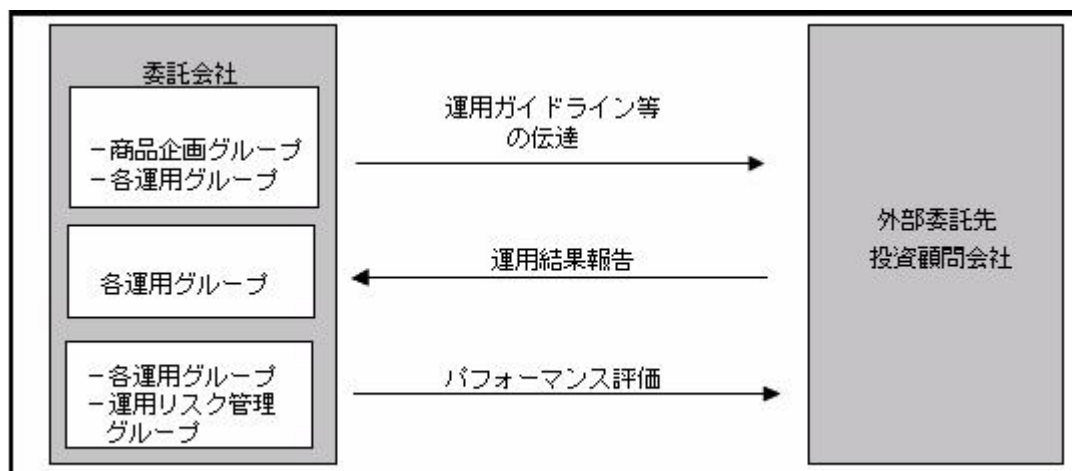 委託会社
－商品企画グループ
－各運用グループ
運用ガイドライン等
の伝達
各運用グループ
運用結果報告
－各運用グループ
－運用リスク管理
グループ
パフォーマンス評価
外部委託先
投資顧問会社